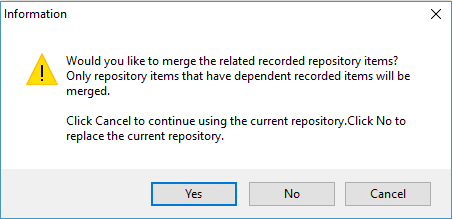 Information
Would you like to merge the related recorded repository items?
Only repository items that have dependent recorded items will be
merged.
Click Cancel to continue using the current repository.Click No to
replace the current repository.
Yes
No
Cancel